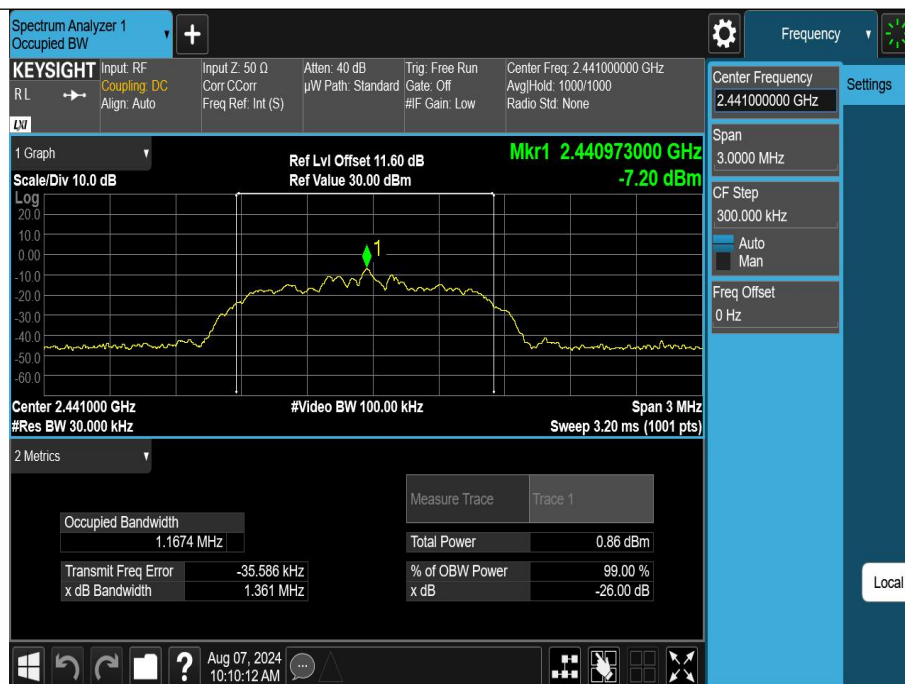 Spectrum Analyzer 1
Occupied BW
+
Frequency
KEYSIGHT
RL
LXI
Input: RF
Coupling: DC
Align: Auto
Input Z: 50 Ω
Corr CCorr
Freq Ref: Int (S)
Atten: 40 dB
µW Path: Standard
Trig: Free Run
Gate: Off
#IF Gain: Low
Center Freq: 2.441000000 GHz
Avg|Hold: 1000/1000
Radio Std: None
Center Frequency
2.441000000 GHz
Settings
Span
3.0000 MHz
CF Step
300.000 kHz
Auto
Man
Freq Offset
0 Hz
Local
1 Graph
Scale/Div 10.0 dB
Ref Lvl Offset 11.60 dB
Ref Value 30.00 dBm
Mkr1 2.440973000 GHz
-7.20 dBm
Log
20.0
10.0
0.00
-10.0
-20.0
-30.0
-40.0
-50.0
-60.0
1
Center 2.441000 GHz
#Res BW 30.000 kHz
#Video BW 100.00 kHz
Span 3 MHz
Sweep 3.20 ms (1001 pts)
2 Metrics
Measure Trace Trace 1
Occupied Bandwidth
1.1674 MHz
Total Power 0.86 dBm
Transmit Freq Error -35.586 kHz
% of OBW Power 99.00 %
x dB Bandwidth 1.361 MHz
x dB -26.00 dB
?
Aug 07, 2024
10:10:12 AM